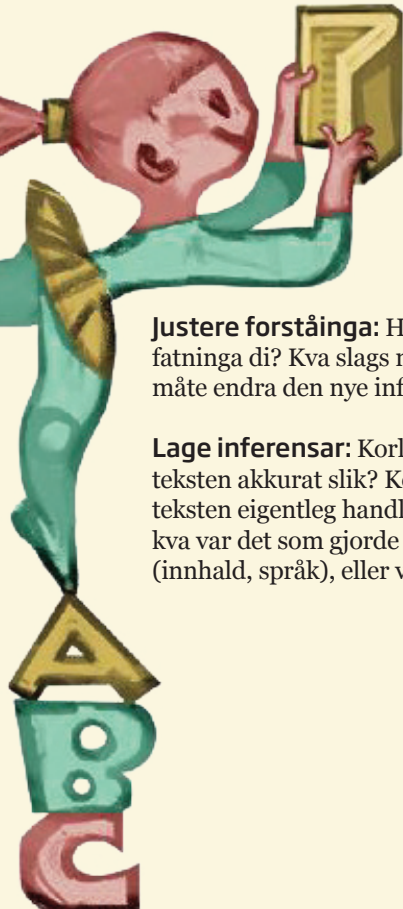 Justere forståinga: H
fatninga di? Kva slags
måte endra den nye inf
Lage inferensar: Kor
teksten akkurat slik? K
teksten eigentleg handl
kva var det som gjorde
(innhald, språk), eller v
A
B
C